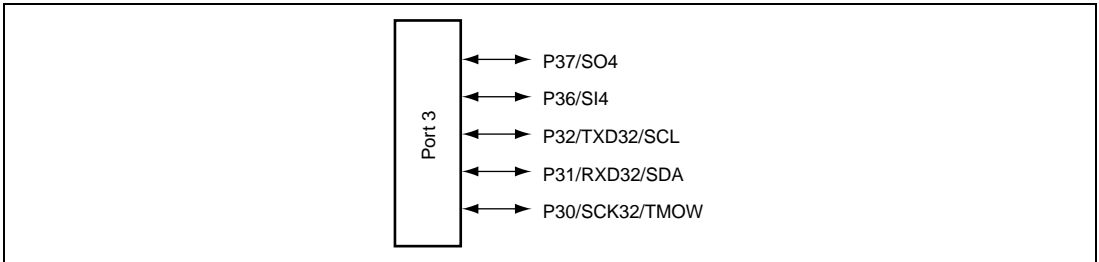 Port 3
P37/SO4
P36/SI4
P32/TXD32/SCL
P31/RXD32/SDA
P30/SCK32/TMOW